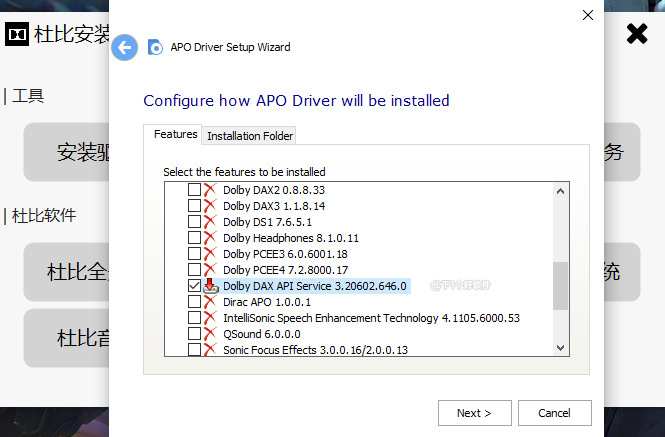 杜比安装
APO Driver Setup Wizard
工具
Configure how APO Driver will be installed
Features
Installation Folder
安装驱
务
Select the features to be installed
Dolby DAX2 0.8.8.33
Dolby DAX3 1.1.8.14
杜比软件
Dolby DS1 7.6.5.1
Dolby Headphones 8.1.0.11
Dolby PCEE3 6.0.6001.18
杜比全
统
Dolby PCEE4 7.2.8000.17
Dolby DAX API Service 3.20602.646.0
@下1个好软件
Dirac APO 1.0.0.1
IntelliSonic Speech Enhancement Technology 4.1105.6000.53
杜比音
QSound 6.0.0.0
Sonic Focus Effects 3.0.0.16/2.0.0.13
Next >
Cancel